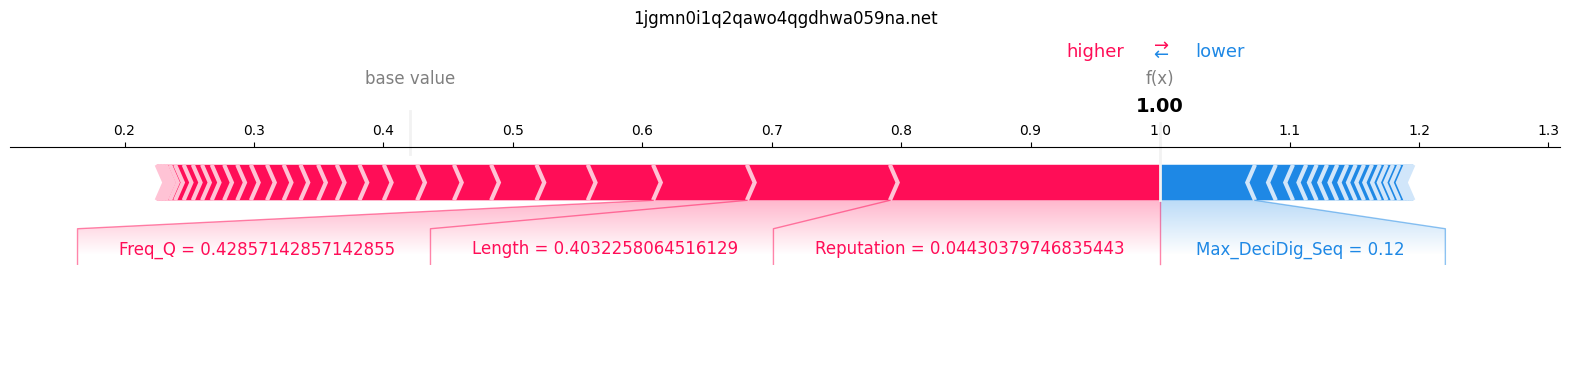 1jgmn0i1q2qawo4qgdhwa059na.net
higher ⇄ lower
base value f(x)
1.00
0.2 0.3 0.4 0.5 0.6 0.7 0.8 0.9 1.0 1.1 1.2 1.3
Freq_Q = 0.42857142857142855 Length = 0.4032258064516129 Reputation = 0.04430379746835443 Max_DeciDig_Seq = 0.12